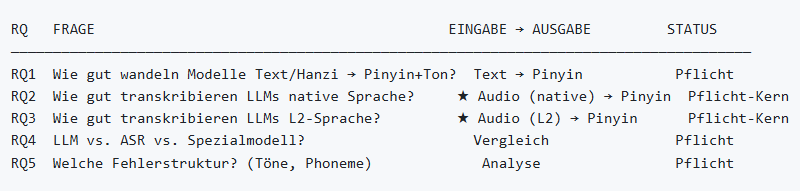 RQ FRAGE EINGABE → AUSGABE STATUS
RQ1 Wie gut wandeln Modelle Text/Hanzi → Pinyin+Ton? Text → Pinyin Pflicht
RQ2 Wie gut transkribieren LLMs native Sprache? ★ Audio (native) → Pinyin Pflicht-Kern
RQ3 Wie gut transkribieren LLMs L2-Sprache? ★ Audio (L2) → Pinyin Pflicht-Kern
RQ4 LLM vs. ASR vs. Spezialmodell? Vergleich Pflicht
RQ5 Welche Fehlerstruktur? (Töne, Phoneme) Analyse Pflicht